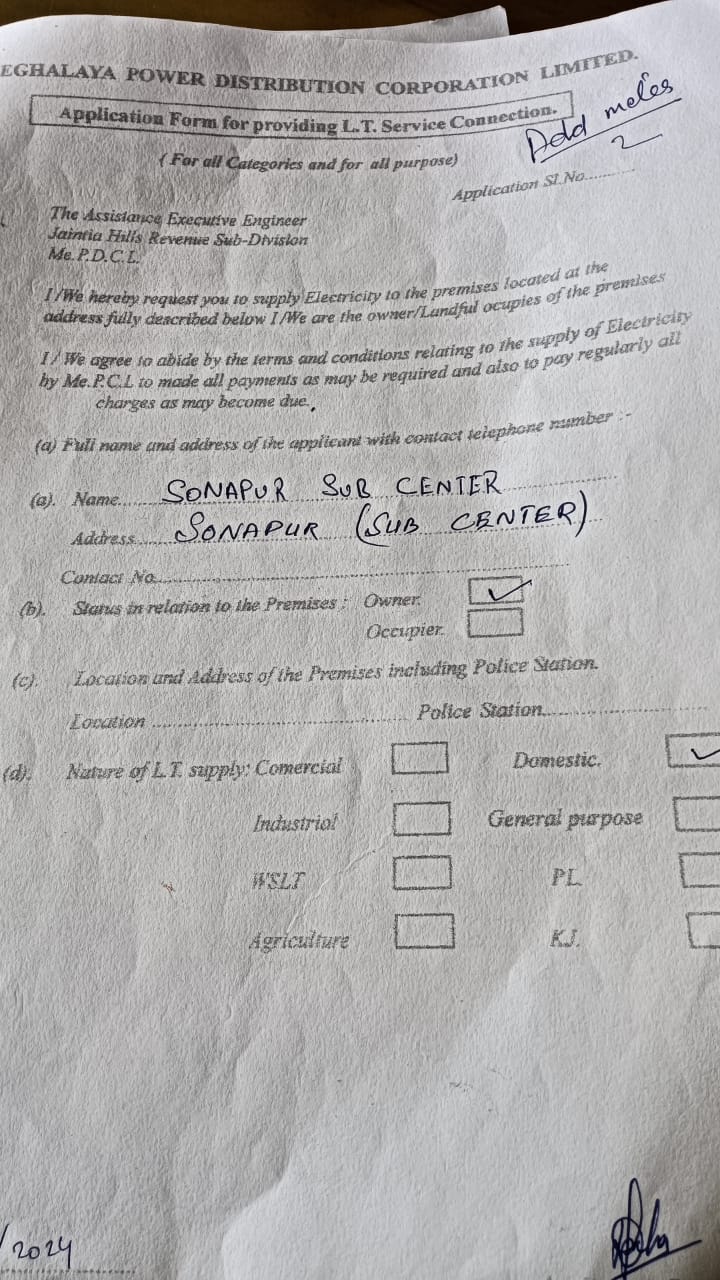 EGHALAYA POWER DISTRIBUTION CORPORATION LIMITED.
Application Form for providing L.T. Service Connection.
Add
2
( For all Categories and for all purpose)
Application Sl.No..........
The Assistance Executive Engineer
Jaintia Hills Revenue Sub-Division
Me. P.D.C.L.
I/We hereby request you to supply Electricity to the premises located at the
address fully described below I/We are the owner/Landful ocupies of the premises
I/ We agree to abide by the terms and conditions relating to the supply of Electricity
by Me. P.C.L to made all payments as may be required and also to pay regularly all
charges as may become due.
(a) Full name and address of the applicant with contact telephone number :-
(a). Name....... SONAPUR SUB CENTER
Address...... SONAPUR (SUB CENTER)
Contact No...........
(b). Status in relation to the Premises : Owner. ✓
Occupier.
(c). Location and Address of the Premises including Police Station.
Location .................... Police Station....................
(d). Nature of L.T. supply: Comercial Domestic. ✓
Industrial General purpose
WSLT PL
Agriculture KJ.
/2024